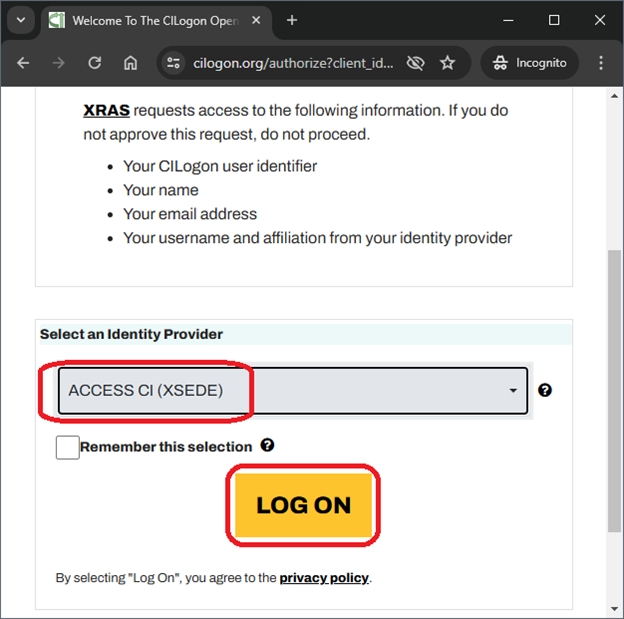 Welcome To The CILogon Open
cilogon.org/authorize?client_id...
Incognito
XRAS requests access to the following information. If you do
not approve this request, do not proceed.
• Your CILogon user identifier
• Your name
• Your email address
• Your username and affiliation from your identity provider
Select an Identity Provider
ACCESS CI (XSEDE)
Remember this selection
LOG ON
By selecting "Log On", you agree to the privacy policy.